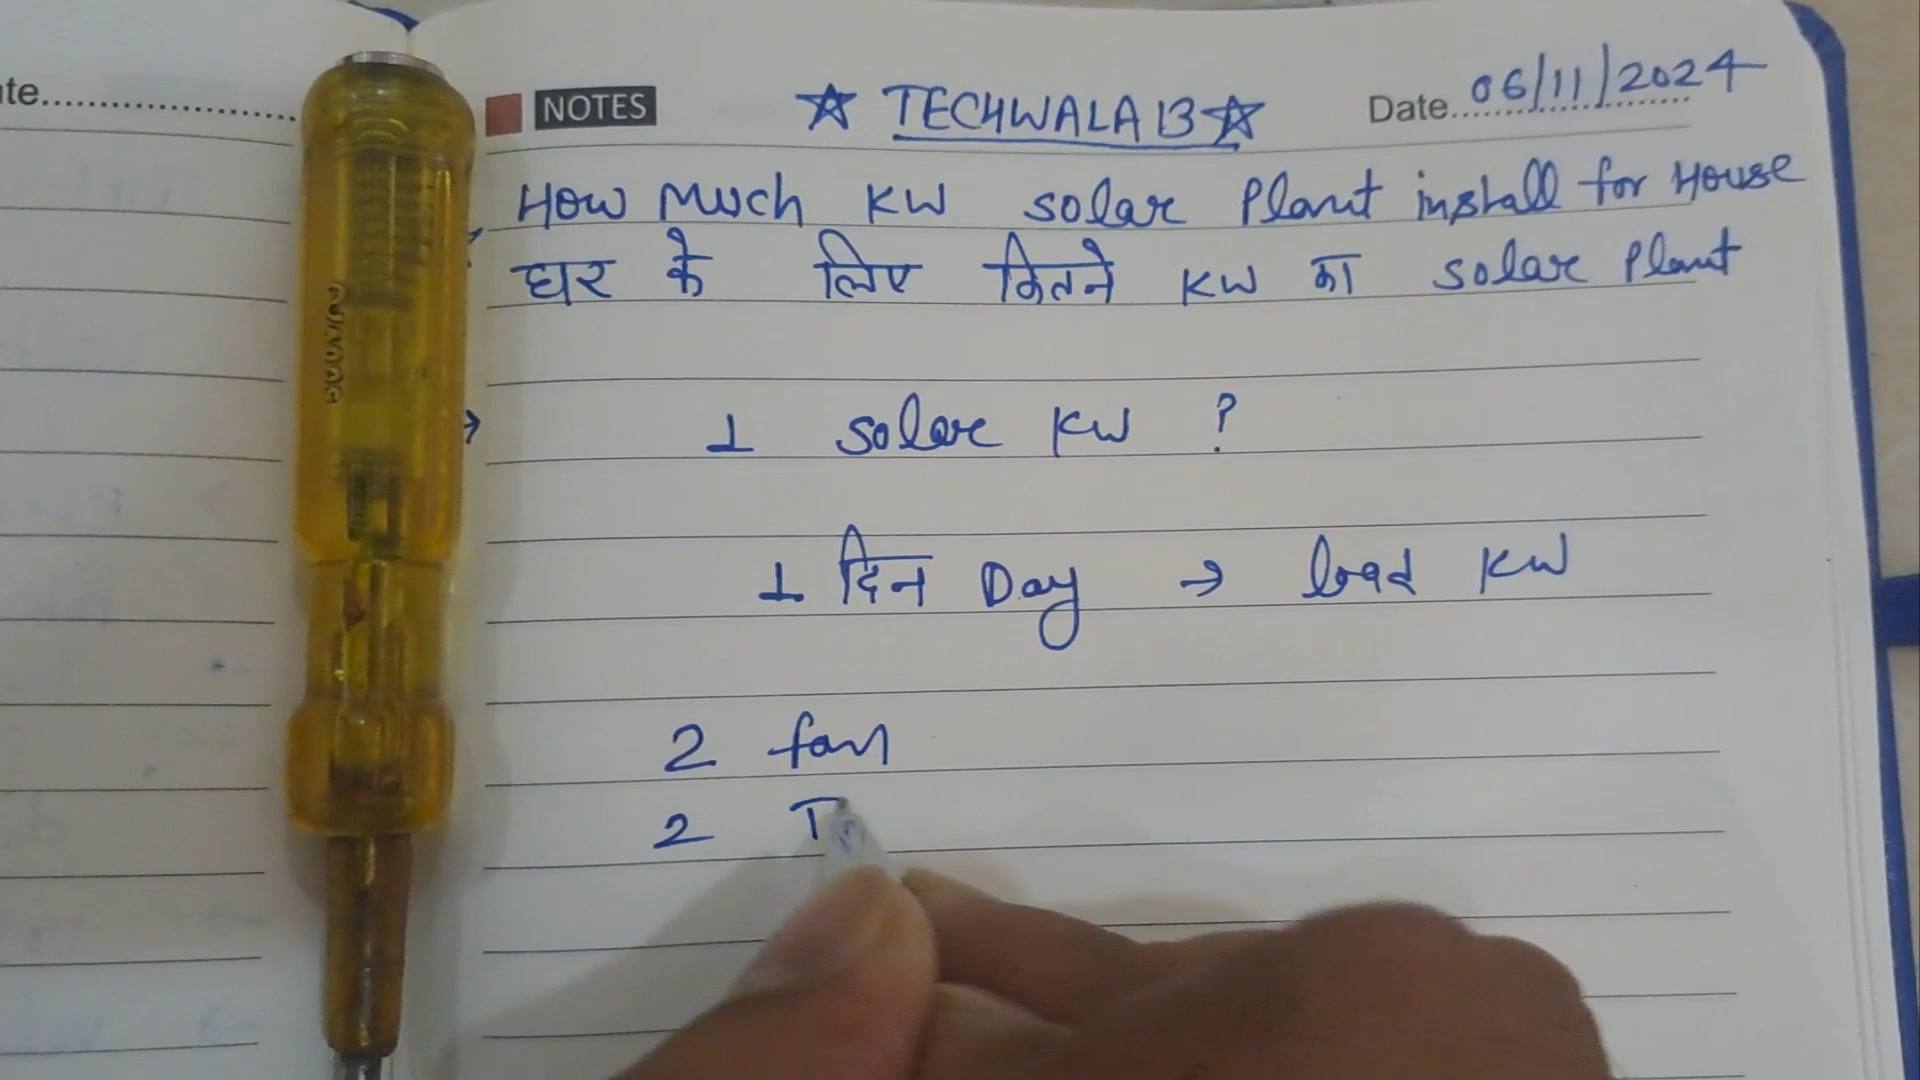 te....................
NOTES
☆ TECHWALA 13 ☆
Date..................
06/11/2024
How Much KW solar Plant install for House
घर के लिए कितने KW का solar Plant
→ 1 solar KW ?
1 दिन Day → load KW
2 fan
2 T